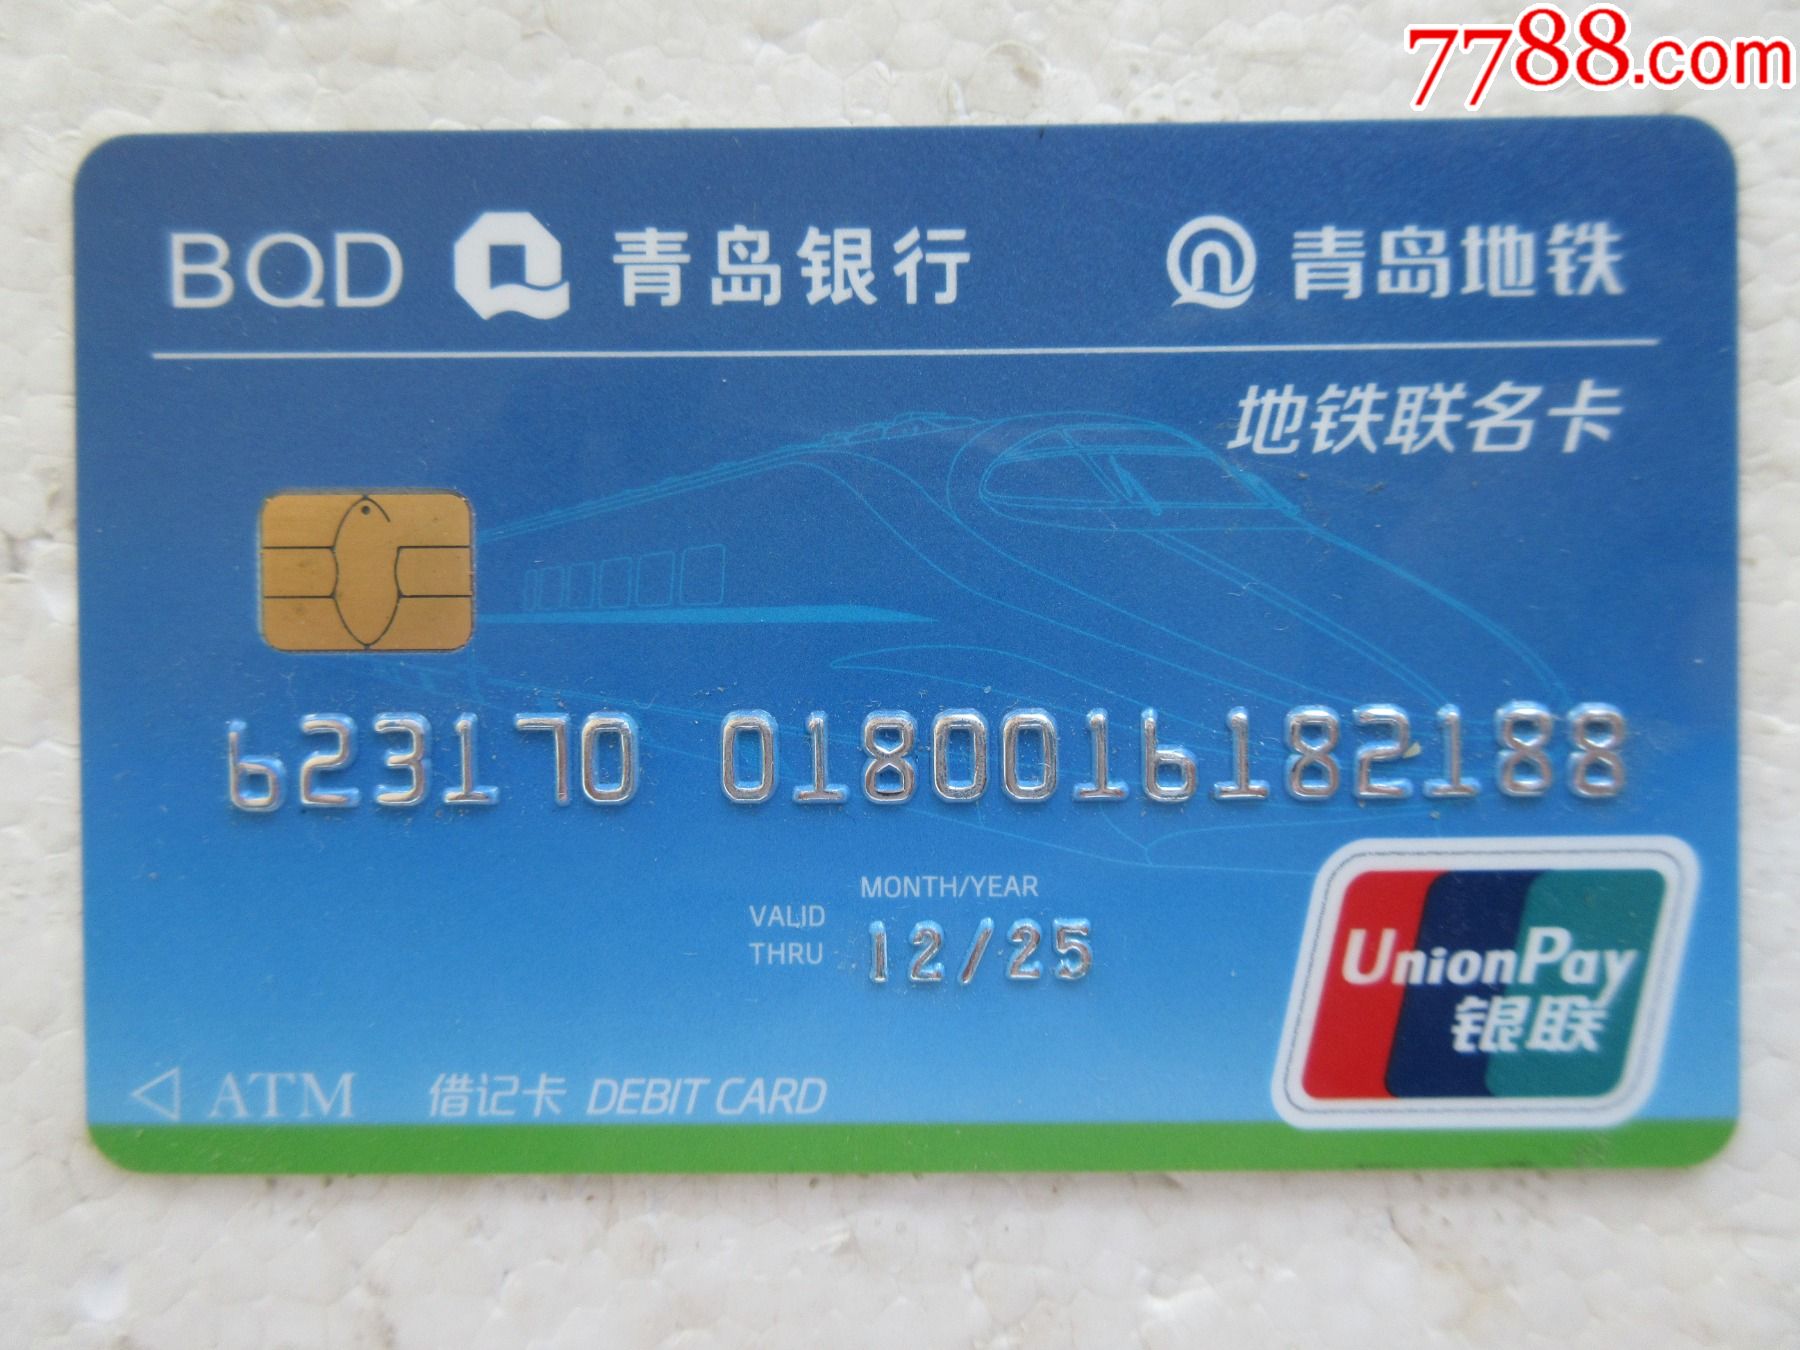 7788.com
BQD 青岛银行 青岛地铁
地铁联名卡
623170 0180016182188
MONTH/YEAR
VALID THRU 12/25
UnionPay
银联
ATM 借记卡 DEBIT CARD